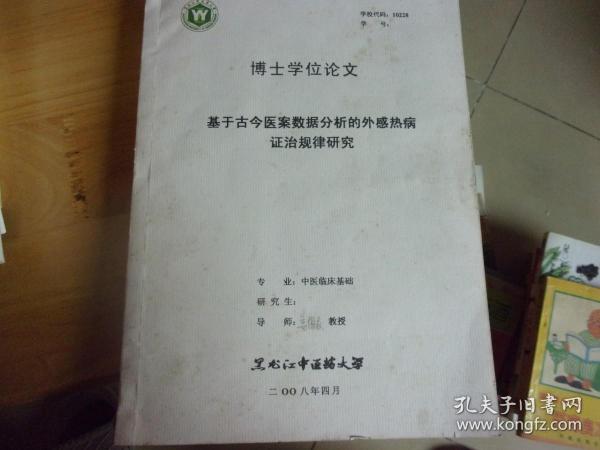 学校代码：10228
学 号：
博士学位论文
基于古今医案数据分析的外感热病
证治规律研究
专 业：中医临床基础
研 究 生：
导 师： 教授
黑龙江中医药大学
二OO八年四月
孔夫子旧书网
www.kongfz.com